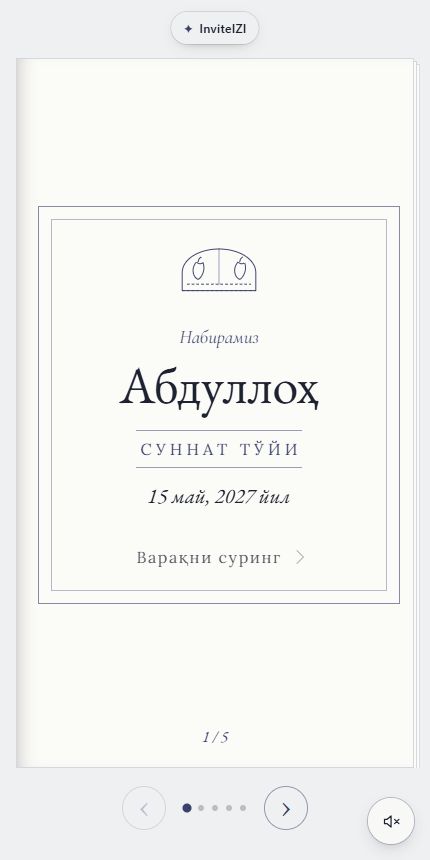 InviteIZI
Набирамиз
Абдуллоҳ
СУННАТ ТЎЙИ
15 май, 2027 йил
Варақни суринг
1 / 5